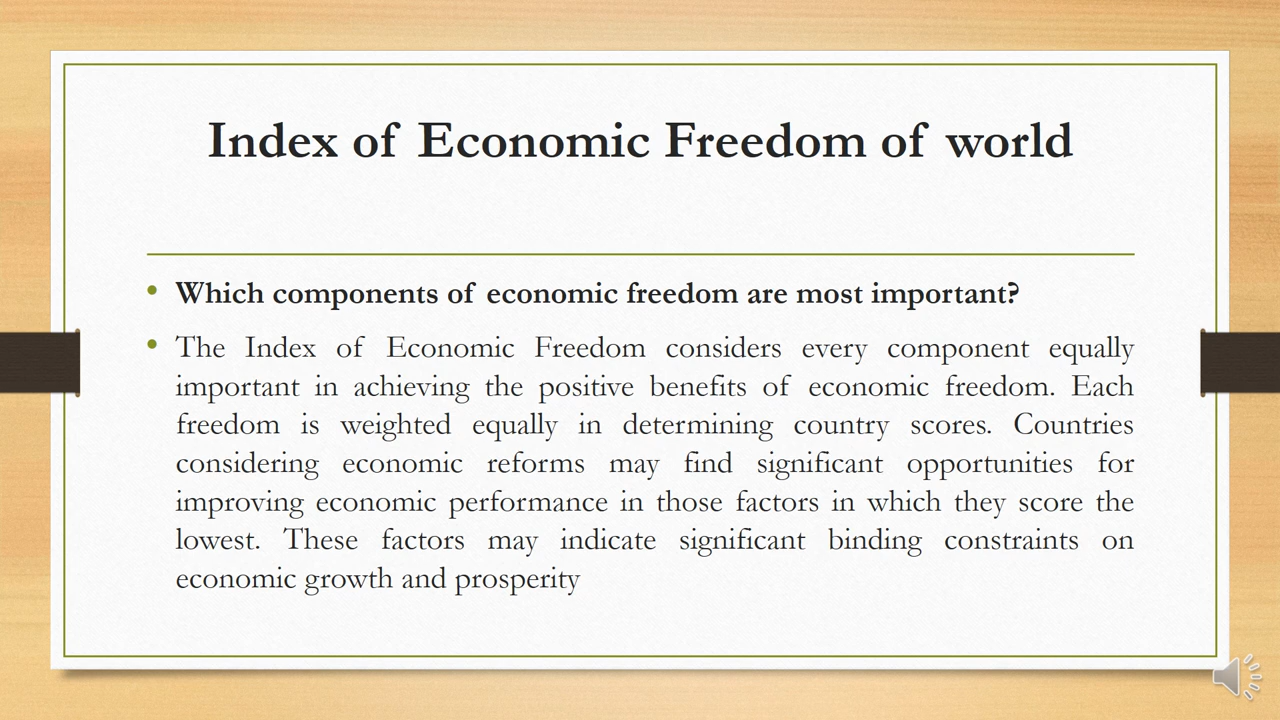 Index of Economic Freedom of world
• Which components of economic freedom are most important?
• The Index of Economic Freedom considers every component equally
important in achieving the positive benefits of economic freedom. Each
freedom is weighted equally in determining country scores. Countries
considering economic reforms may find significant opportunities for
improving economic performance in those factors in which they score the
lowest. These factors may indicate significant binding constraints on
economic growth and prosperity